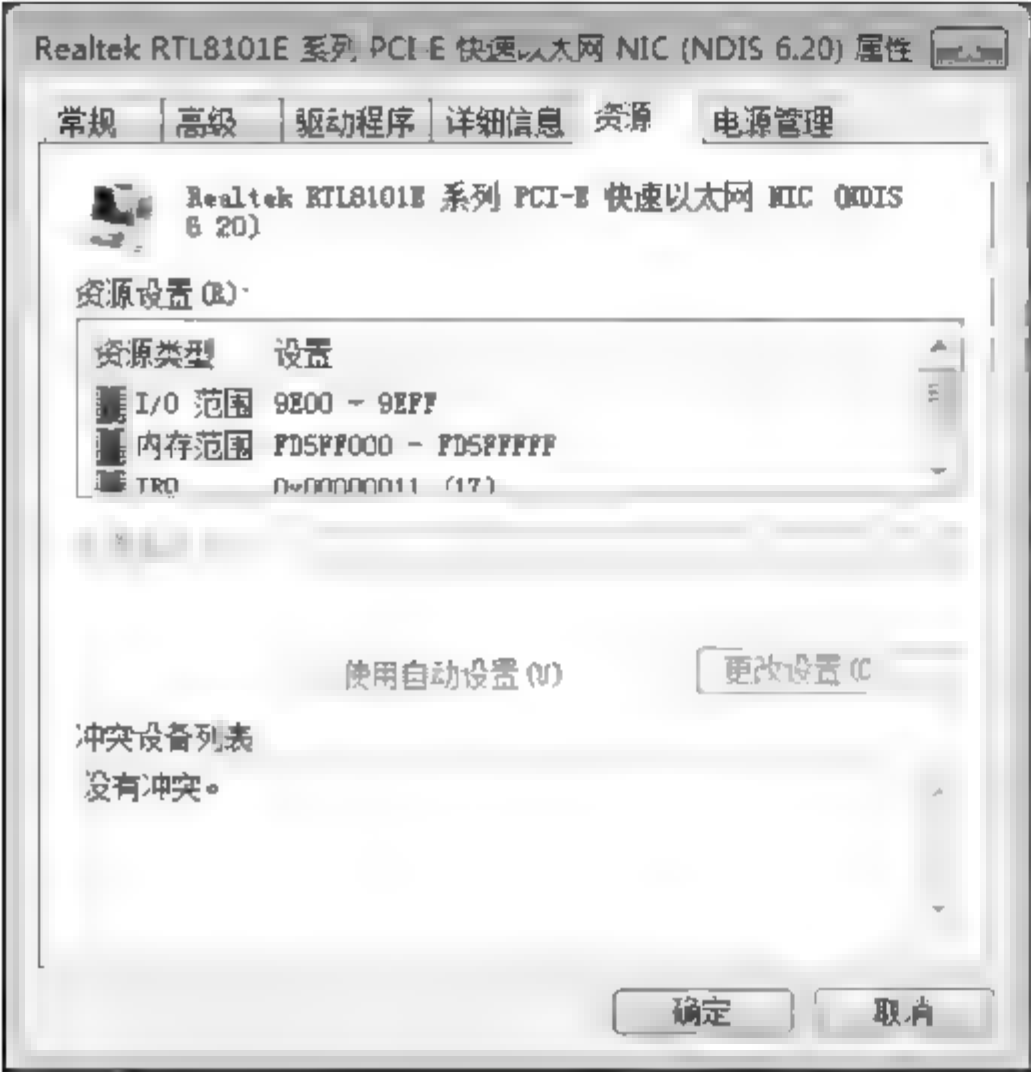 Realtek RTL8101E 系列 PCI-E 快速以太网 NIC (NDIS 6.20) 属性
常规 高级 驱动程序 详细信息 资源 电源管理
Realtek RTL8101E 系列 PCI-E 快速以太网 NIC (NDIS
6.20)
资源设置(R):
资源类型 设置
I/O 范围 9E00 - 9EFF
内存范围 FD5FF000 - FD5FFFFF
IRQ 0x00000011 (17)
使用自动设置(U)
更改设置(C
冲突设备列表
没有冲突。
确定 取消